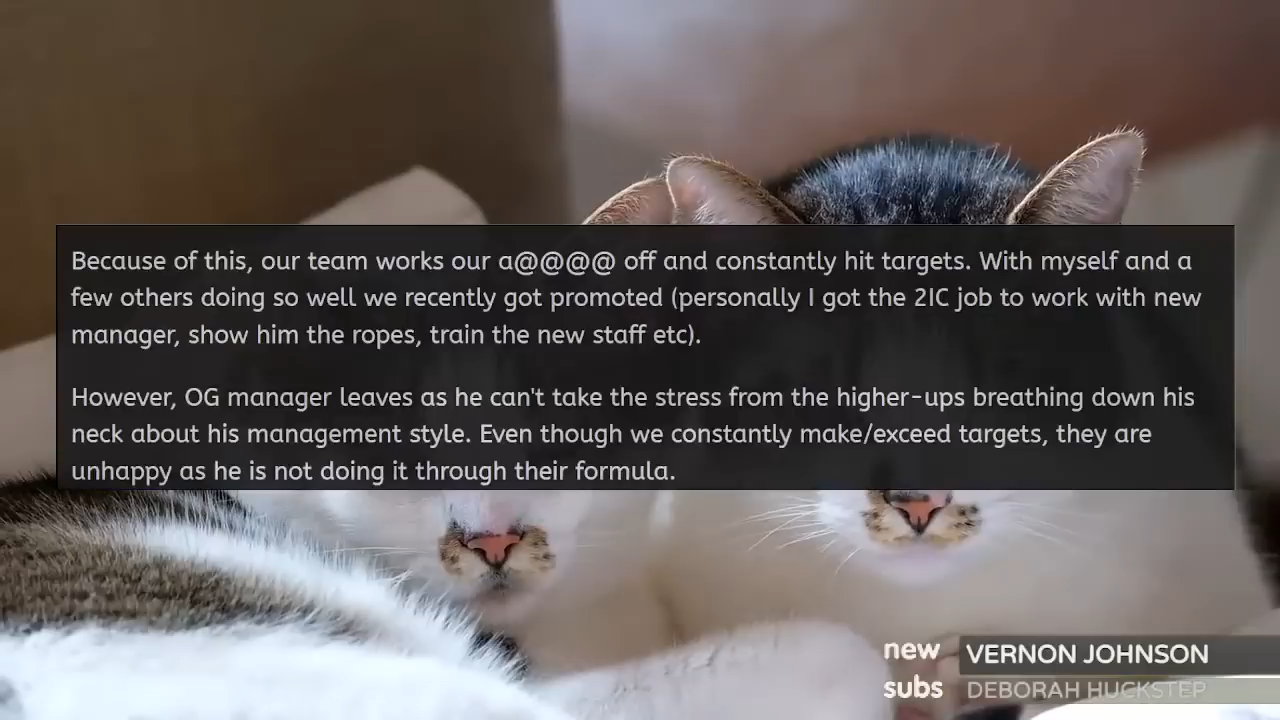 Because of this, our team works our a@@@@ off and constantly hit targets. With myself and a
few others doing so well we recently got promoted (personally I got the 2IC job to work with new
manager, show him the ropes, train the new staff etc).
However, OG manager leaves as he can't take the stress from the higher-ups breathing down his
neck about his management style. Even though we constantly make/exceed targets, they are
unhappy as he is not doing it through their formula.
new
VERNON JOHNSON
subs
DEBORAH HUCKSTEP